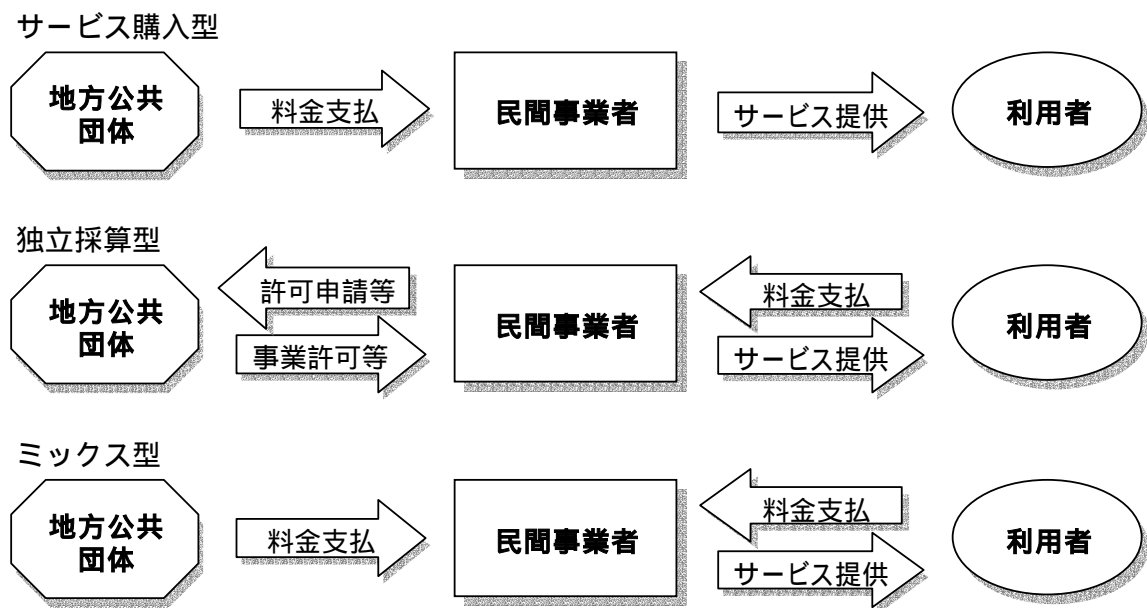 サービス購入型
地方公共
団体
料金支払
民間事業者
サービス提供
利用者
独立採算型
地方公共
団体
許可申請等
事業許可等
民間事業者
料金支払
サービス提供
利用者
ミックス型
地方公共
団体
料金支払
民間事業者
料金支払
サービス提供
利用者